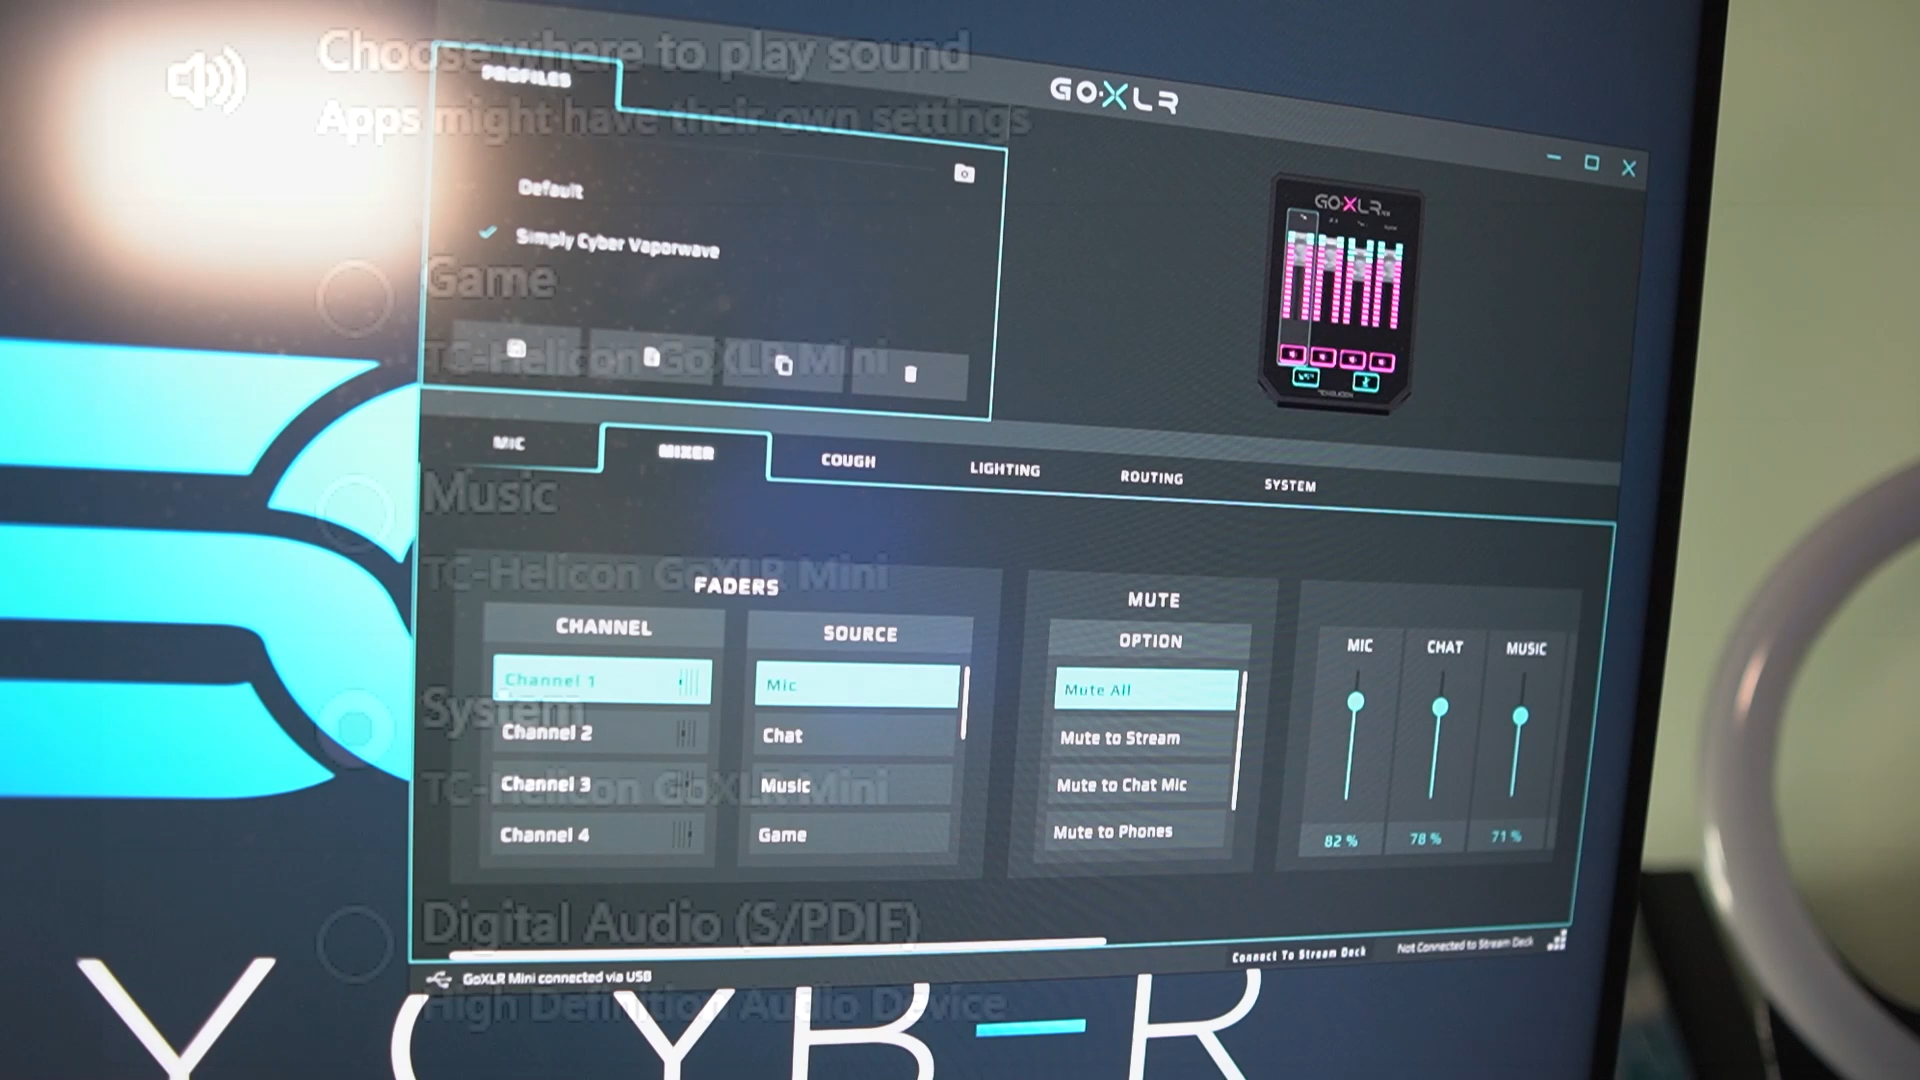 Choose where to play sound
Apps might have their own settings
Game
TC-Helicon GoXLR Mini
Music
TC-Helicon GoXLR Mini
System
TC-Helicon GoXLR Mini
Digital Audio (S/PDIF)
High Definition Audio Device
PROFILES
GO·XLR
Default
Simply Cyber Vaporwave
GO·XLR
MIC
MIXER
COUGH
LIGHTING
ROUTING
SYSTEM
FADERS
CHANNEL
SOURCE
Channel 1
Mic
Channel 2
Chat
Channel 3
Music
Channel 4
Game
MUTE
OPTION
Mute All
Mute to Stream
Mute to Chat Mic
Mute to Phones
MIC
CHAT
MUSIC
82 %
78 %
71 %
GoXLR Mini connected via USB
Connect To Stream Deck
Not Connected to Stream Deck
Y CYB-R